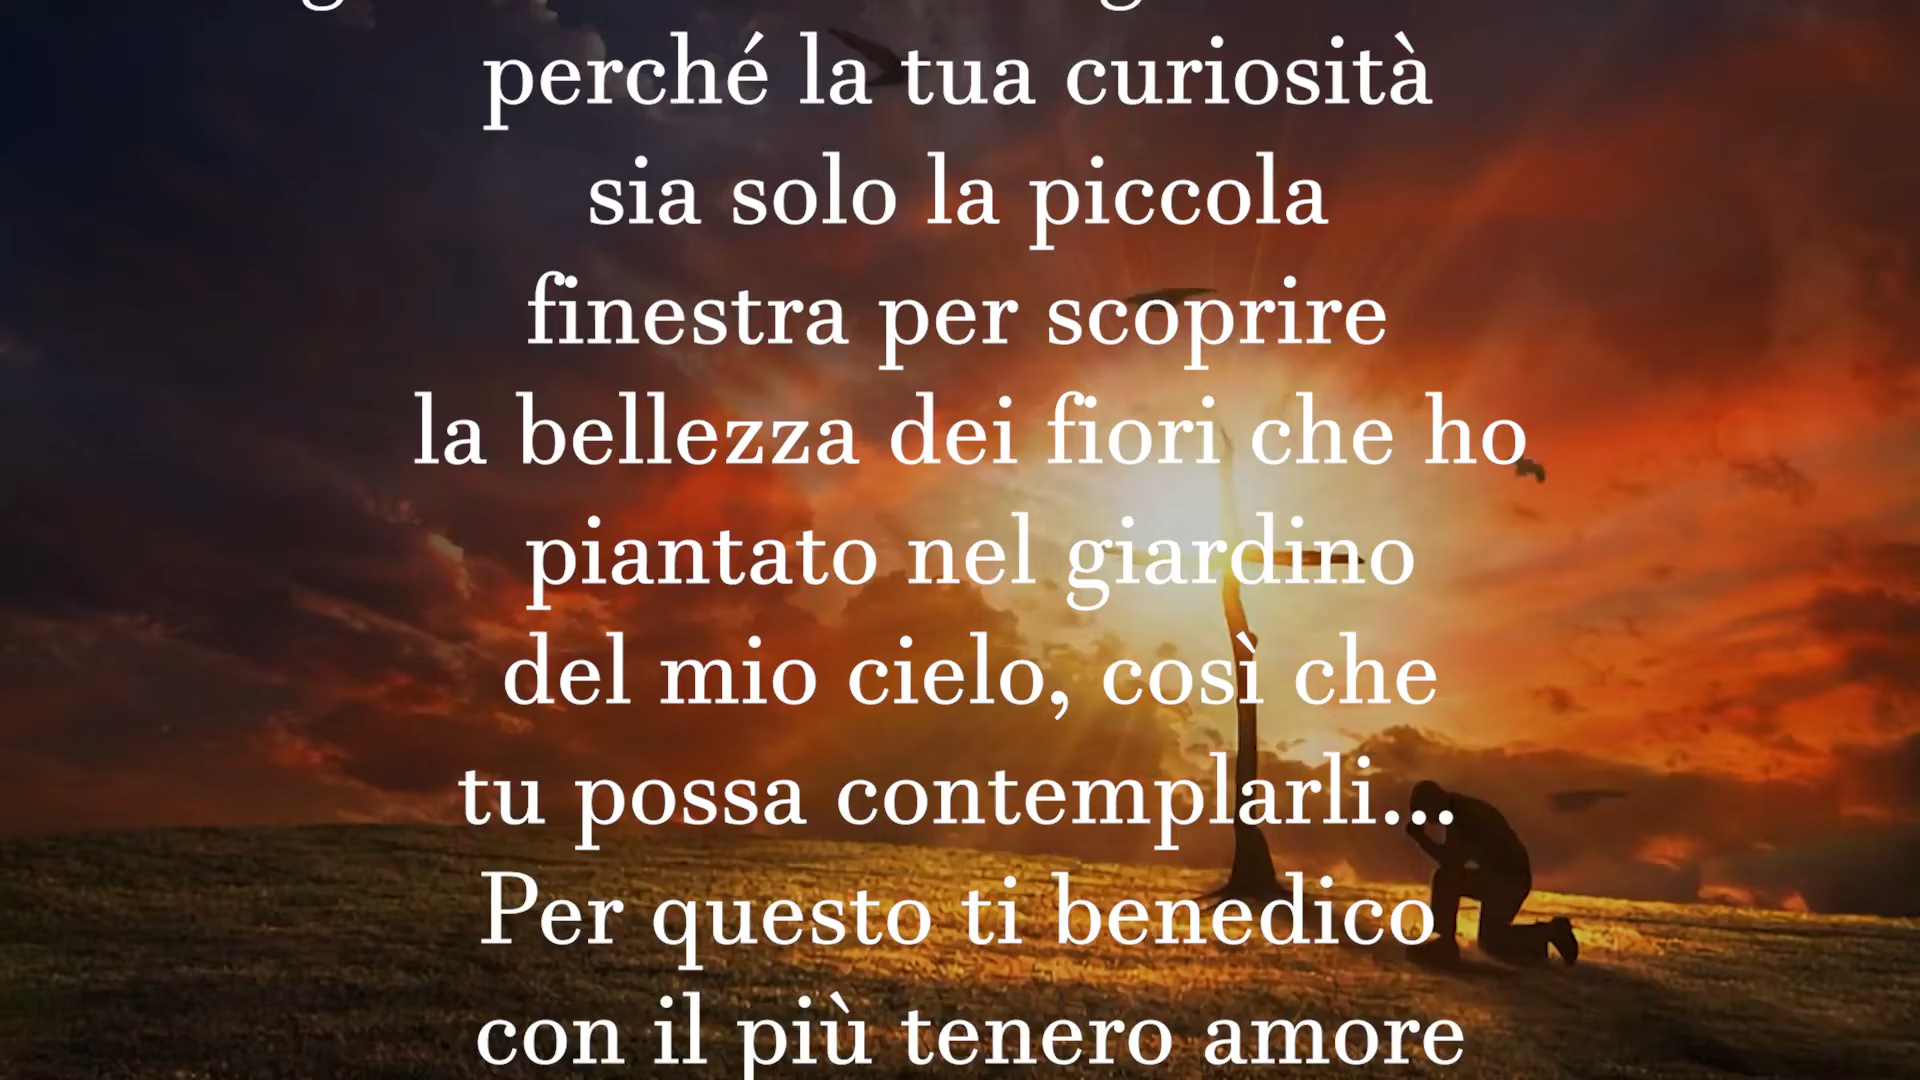 perché la tua curiosità
sia solo la piccola
finestra per scoprire
la bellezza dei fiori che ho
piantato nel giardino
del mio cielo, così che
tu possa contemplarli...
Per questo ti benedico
con il più tenero amore